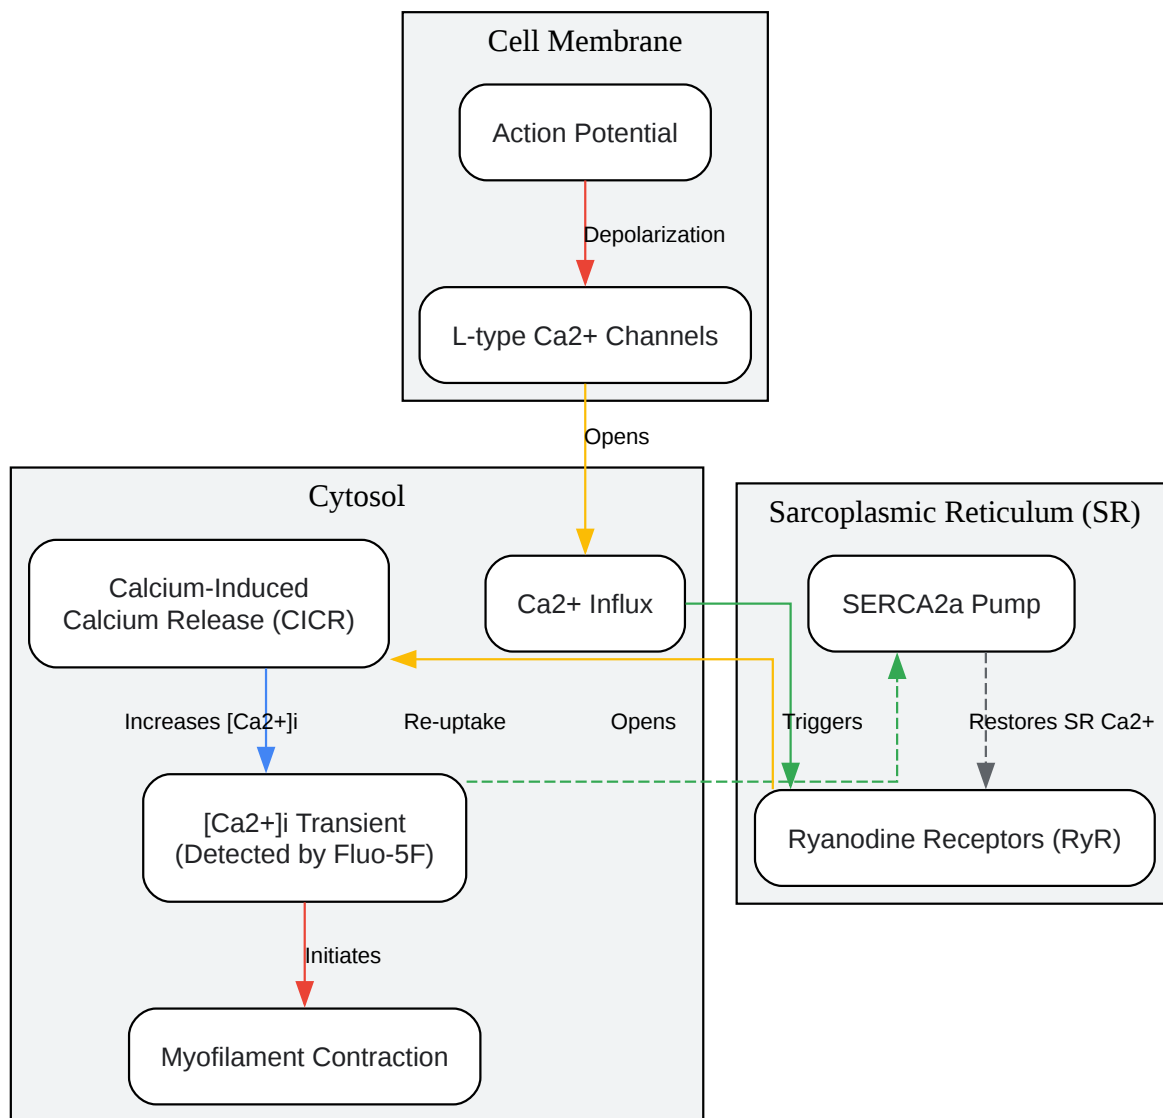 Cell Membrane
Action Potential
Depolarization
L-type Ca2+ Channels
Opens
Cytosol
Sarcoplasmic Reticulum (SR)
Calcium-Induced
Calcium Release (CICR)
Ca2+ Influx
SERCA2a Pump
Increases [Ca2+]i
Re-uptake
Opens
Triggers
Restores SR Ca2+
[Ca2+]i Transient
(Detected by Fluo-5F)
Ryanodine Receptors (RyR)
Initiates
Myofilament Contraction